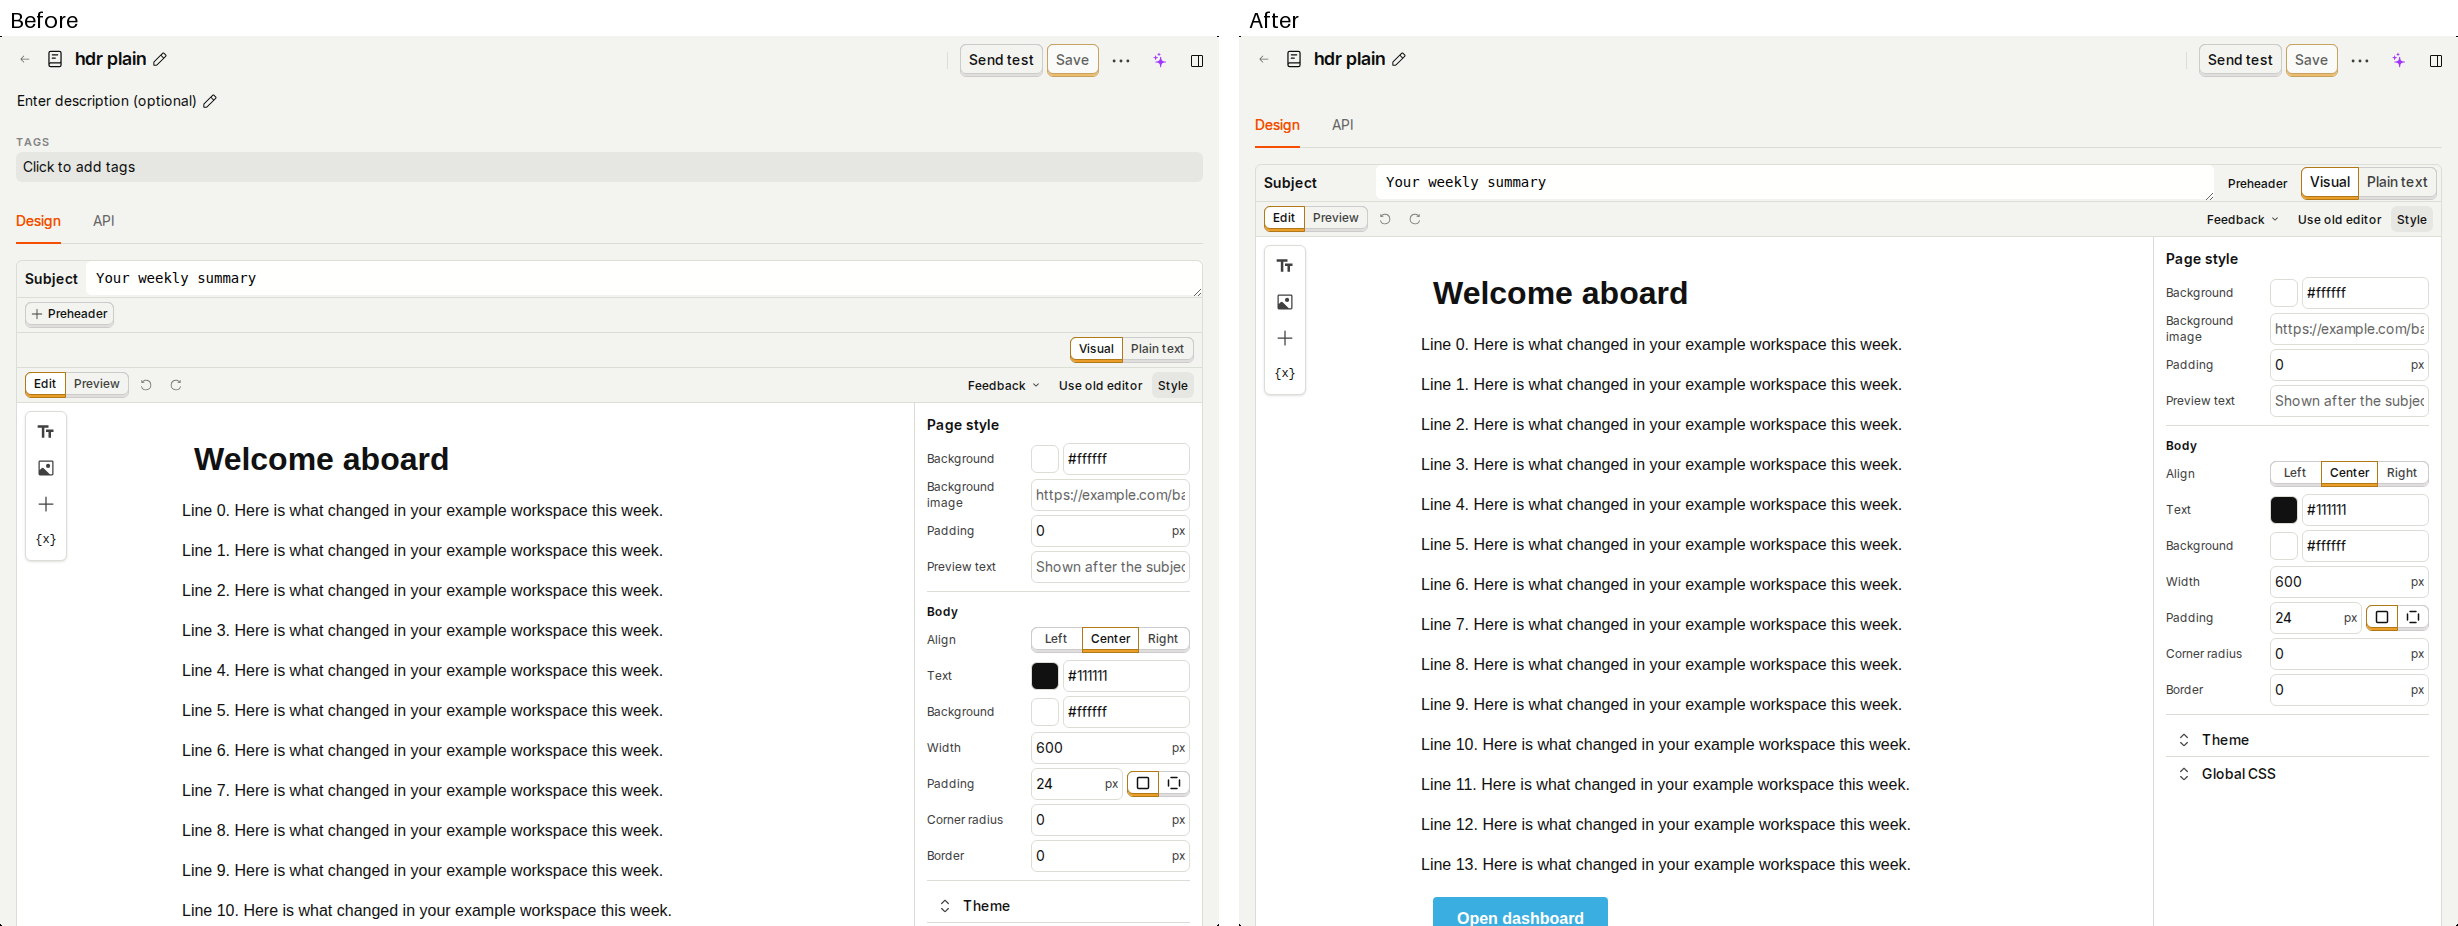 Before
hdr plain
Send test
Save
Enter description (optional)
TAGS
Click to add tags
Design
API
Subject
Your weekly summary
Preheader
Visual
Plain text
Edit
Preview
Feedback
Use old editor
Style
Tт
{x}
Welcome aboard
Line 0. Here is what changed in your example workspace this week.
Line 1. Here is what changed in your example workspace this week.
Line 2. Here is what changed in your example workspace this week.
Line 3. Here is what changed in your example workspace this week.
Line 4. Here is what changed in your example workspace this week.
Line 5. Here is what changed in your example workspace this week.
Line 6. Here is what changed in your example workspace this week.
Line 7. Here is what changed in your example workspace this week.
Line 8. Here is what changed in your example workspace this week.
Line 9. Here is what changed in your example workspace this week.
Line 10. Here is what changed in your example workspace this week.
Page style
Background
#ffffff
Background image
https://example.com/ba
Padding
0 px
Preview text
Shown after the subjec
Body
Align
Left
Center
Right
Text
#111111
Background
#ffffff
Width
600 px
Padding
24 px
Corner radius
0 px
Border
0 px
Theme
After
hdr plain
Send test
Save
Design
API
Subject
Your weekly summary
Preheader
Visual
Plain text
Edit
Preview
Feedback
Use old editor
Style
Tт
{x}
Welcome aboard
Line 0. Here is what changed in your example workspace this week.
Line 1. Here is what changed in your example workspace this week.
Line 2. Here is what changed in your example workspace this week.
Line 3. Here is what changed in your example workspace this week.
Line 4. Here is what changed in your example workspace this week.
Line 5. Here is what changed in your example workspace this week.
Line 6. Here is what changed in your example workspace this week.
Line 7. Here is what changed in your example workspace this week.
Line 8. Here is what changed in your example workspace this week.
Line 9. Here is what changed in your example workspace this week.
Line 10. Here is what changed in your example workspace this week.
Line 11. Here is what changed in your example workspace this week.
Line 12. Here is what changed in your example workspace this week.
Line 13. Here is what changed in your example workspace this week.
Open dashboard
Page style
Background
#ffffff
Background image
https://example.com/ba
Padding
0 px
Preview text
Shown after the subjec
Body
Align
Left
Center
Right
Text
#111111
Background
#ffffff
Width
600 px
Padding
24 px
Corner radius
0 px
Border
0 px
Theme
Global CSS